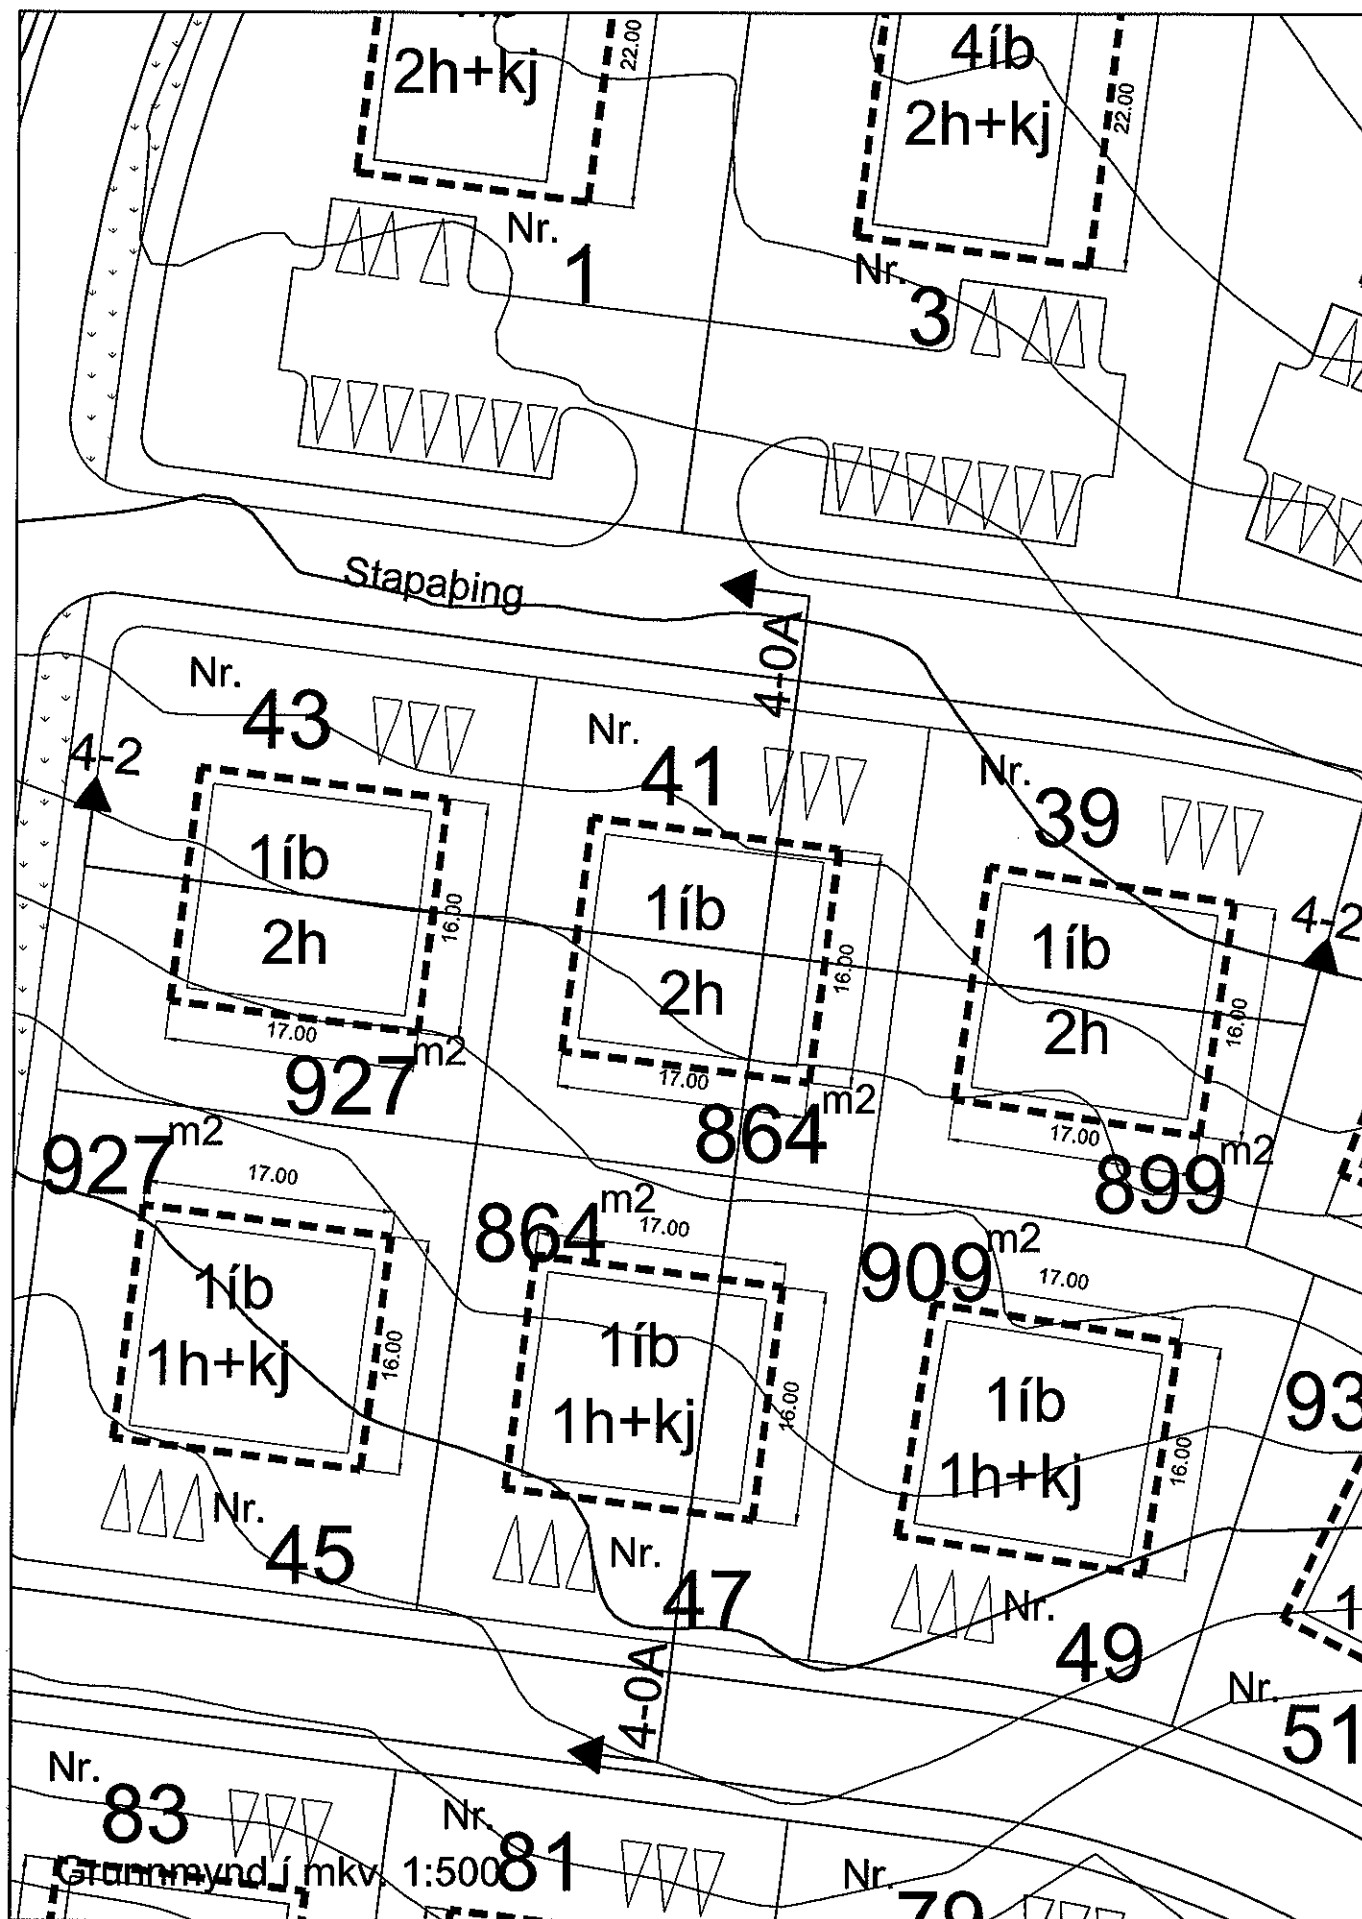 2h+kj
22.00
4íb
2h+kj
22.00
Nr.
1
Nr.
3
Stapaþing
4-0A
Nr.
43
Nr.
41
Nr.
39
4-2
4-2
1íb
2h
16.00
17.00
927 m2
1íb
2h
16.00
17.00
864 m2
1íb
2h
16.00
17.00
899 m2
927 m2
17.00
1íb
1h+kj
16.00
Nr.
45
864 m2
17.00
1íb
1h+kj
16.00
Nr.
47
909 m2
17.00
1íb
1h+kj
16.00
Nr.
49
93
1
Nr.
51
4-0A
Nr.
83
Nr.
81
Nr.
79
Grunnmynd í mkv. 1:500